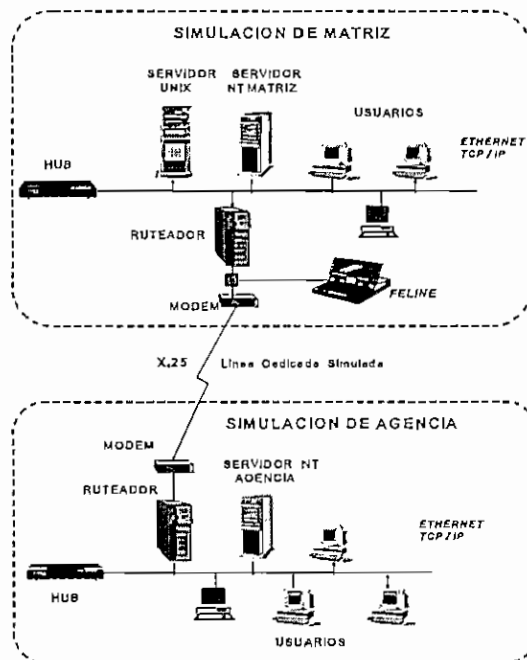 SIMULACION DE MATRIZ
SERVIDOR
UNIX
SERVIDOR
NT MATRIZ
USUARIOS
ETHERNET
TCP/IP
HUB
RUTEADOR
MODEM
FELINE
X.25 Linea Dedicada Simulada
SIMULACION DE AGENCIA
MODEM
SERVIDOR NT
AGENCIA
RUTEADOR
ETHERNET
TCP/IP
HUB
USUARIOS